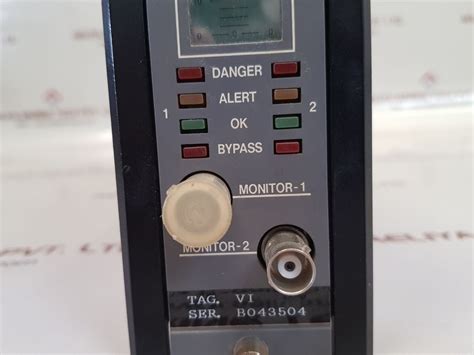 DANGER
ALERT
1 2
OK
BYPASS
MONITOR-1
MONITOR-2
TAG. VI
SER. B043504